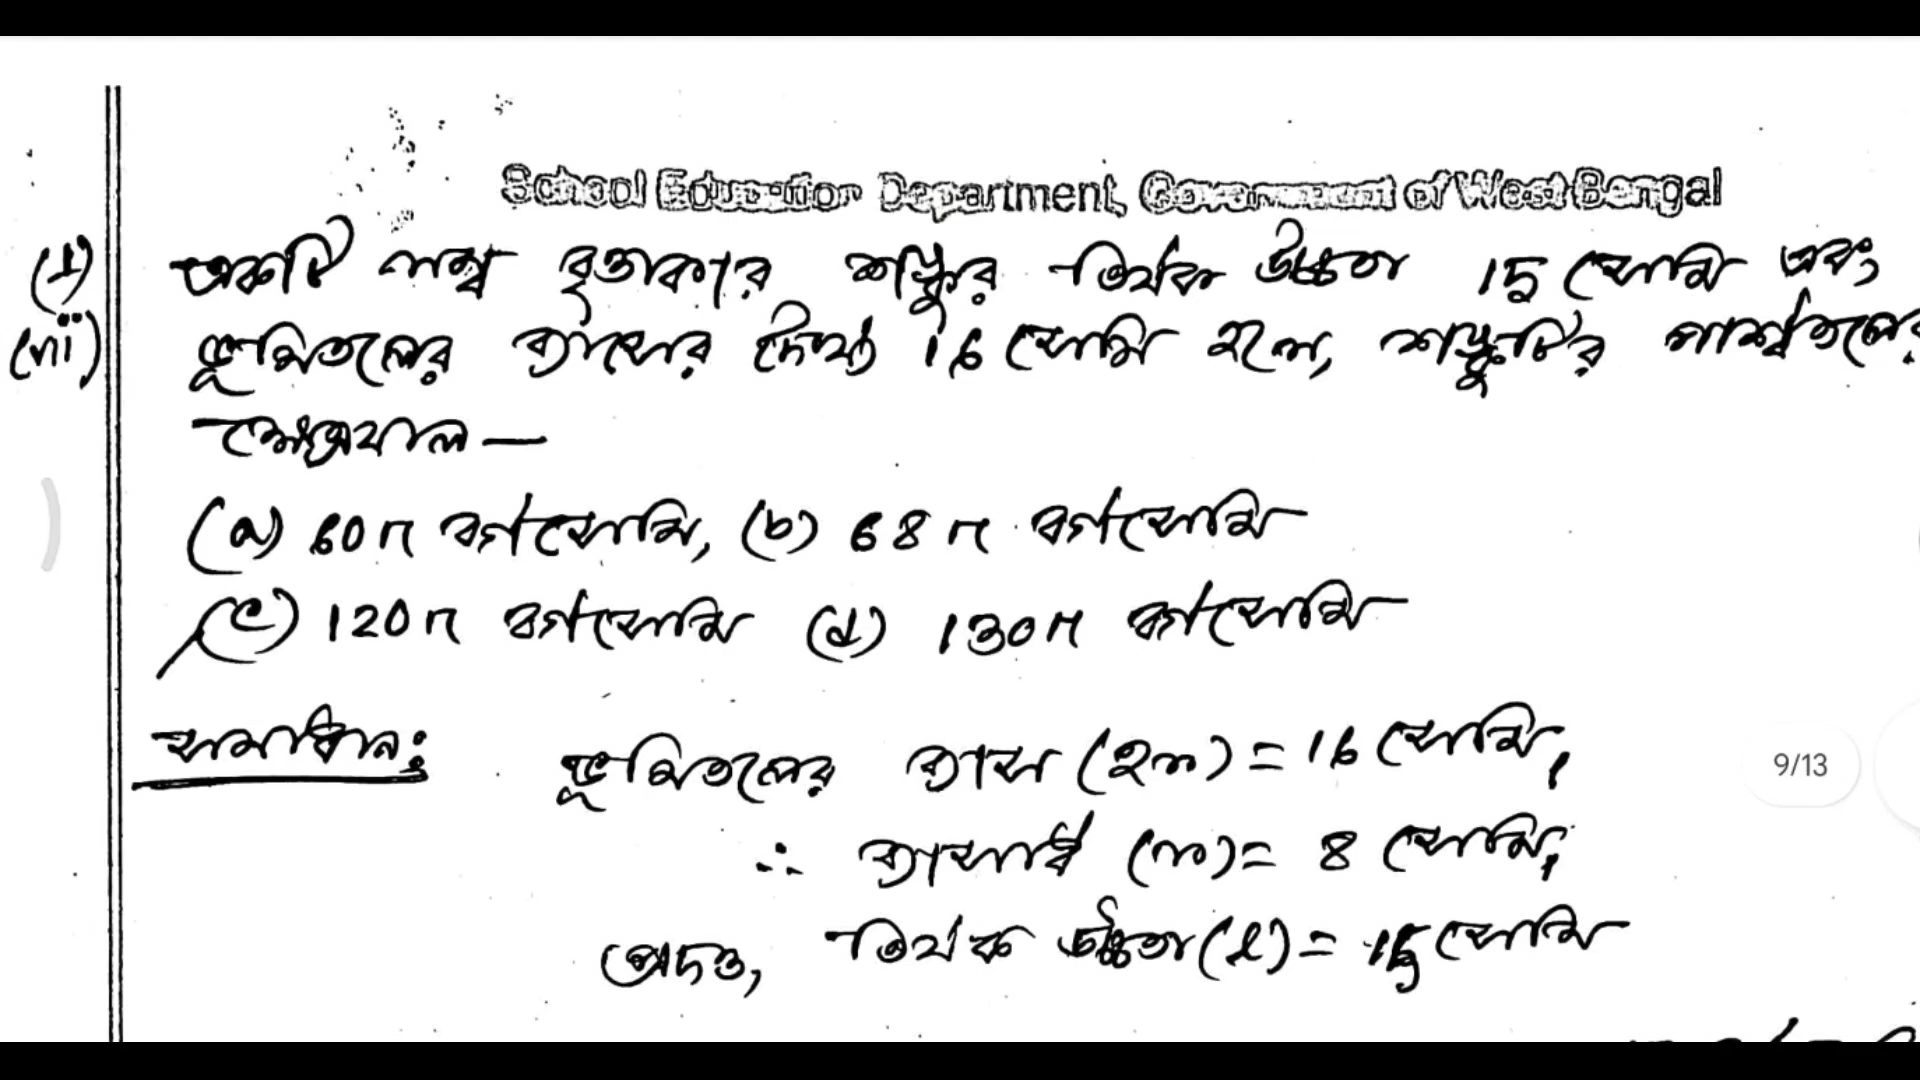 School Education Department, Government of West Bengal
(1) একটি লম্ব বৃত্তাকার শঙ্কুর তির্যক উচ্চতা 15 সেমি এবং
(vii) ভূমিতলের ব্যাসের দৈর্ঘ্য 16 সেমি হলে, শঙ্কুটির পার্শ্বতলের
ক্ষেত্রফল —
(a) 60π বর্গসেমি, (b) 68π বর্গসেমি
(c) 120π বর্গসেমি (d) 130π বর্গসেমি
সমাধান: ভূমিতলের ব্যাস (2r) = 16 সেমি,
∴ ব্যাসার্ধ (r) = 8 সেমি,
প্রদত্ত, তির্যক উচ্চতা (l) = 15 সেমি
9/13